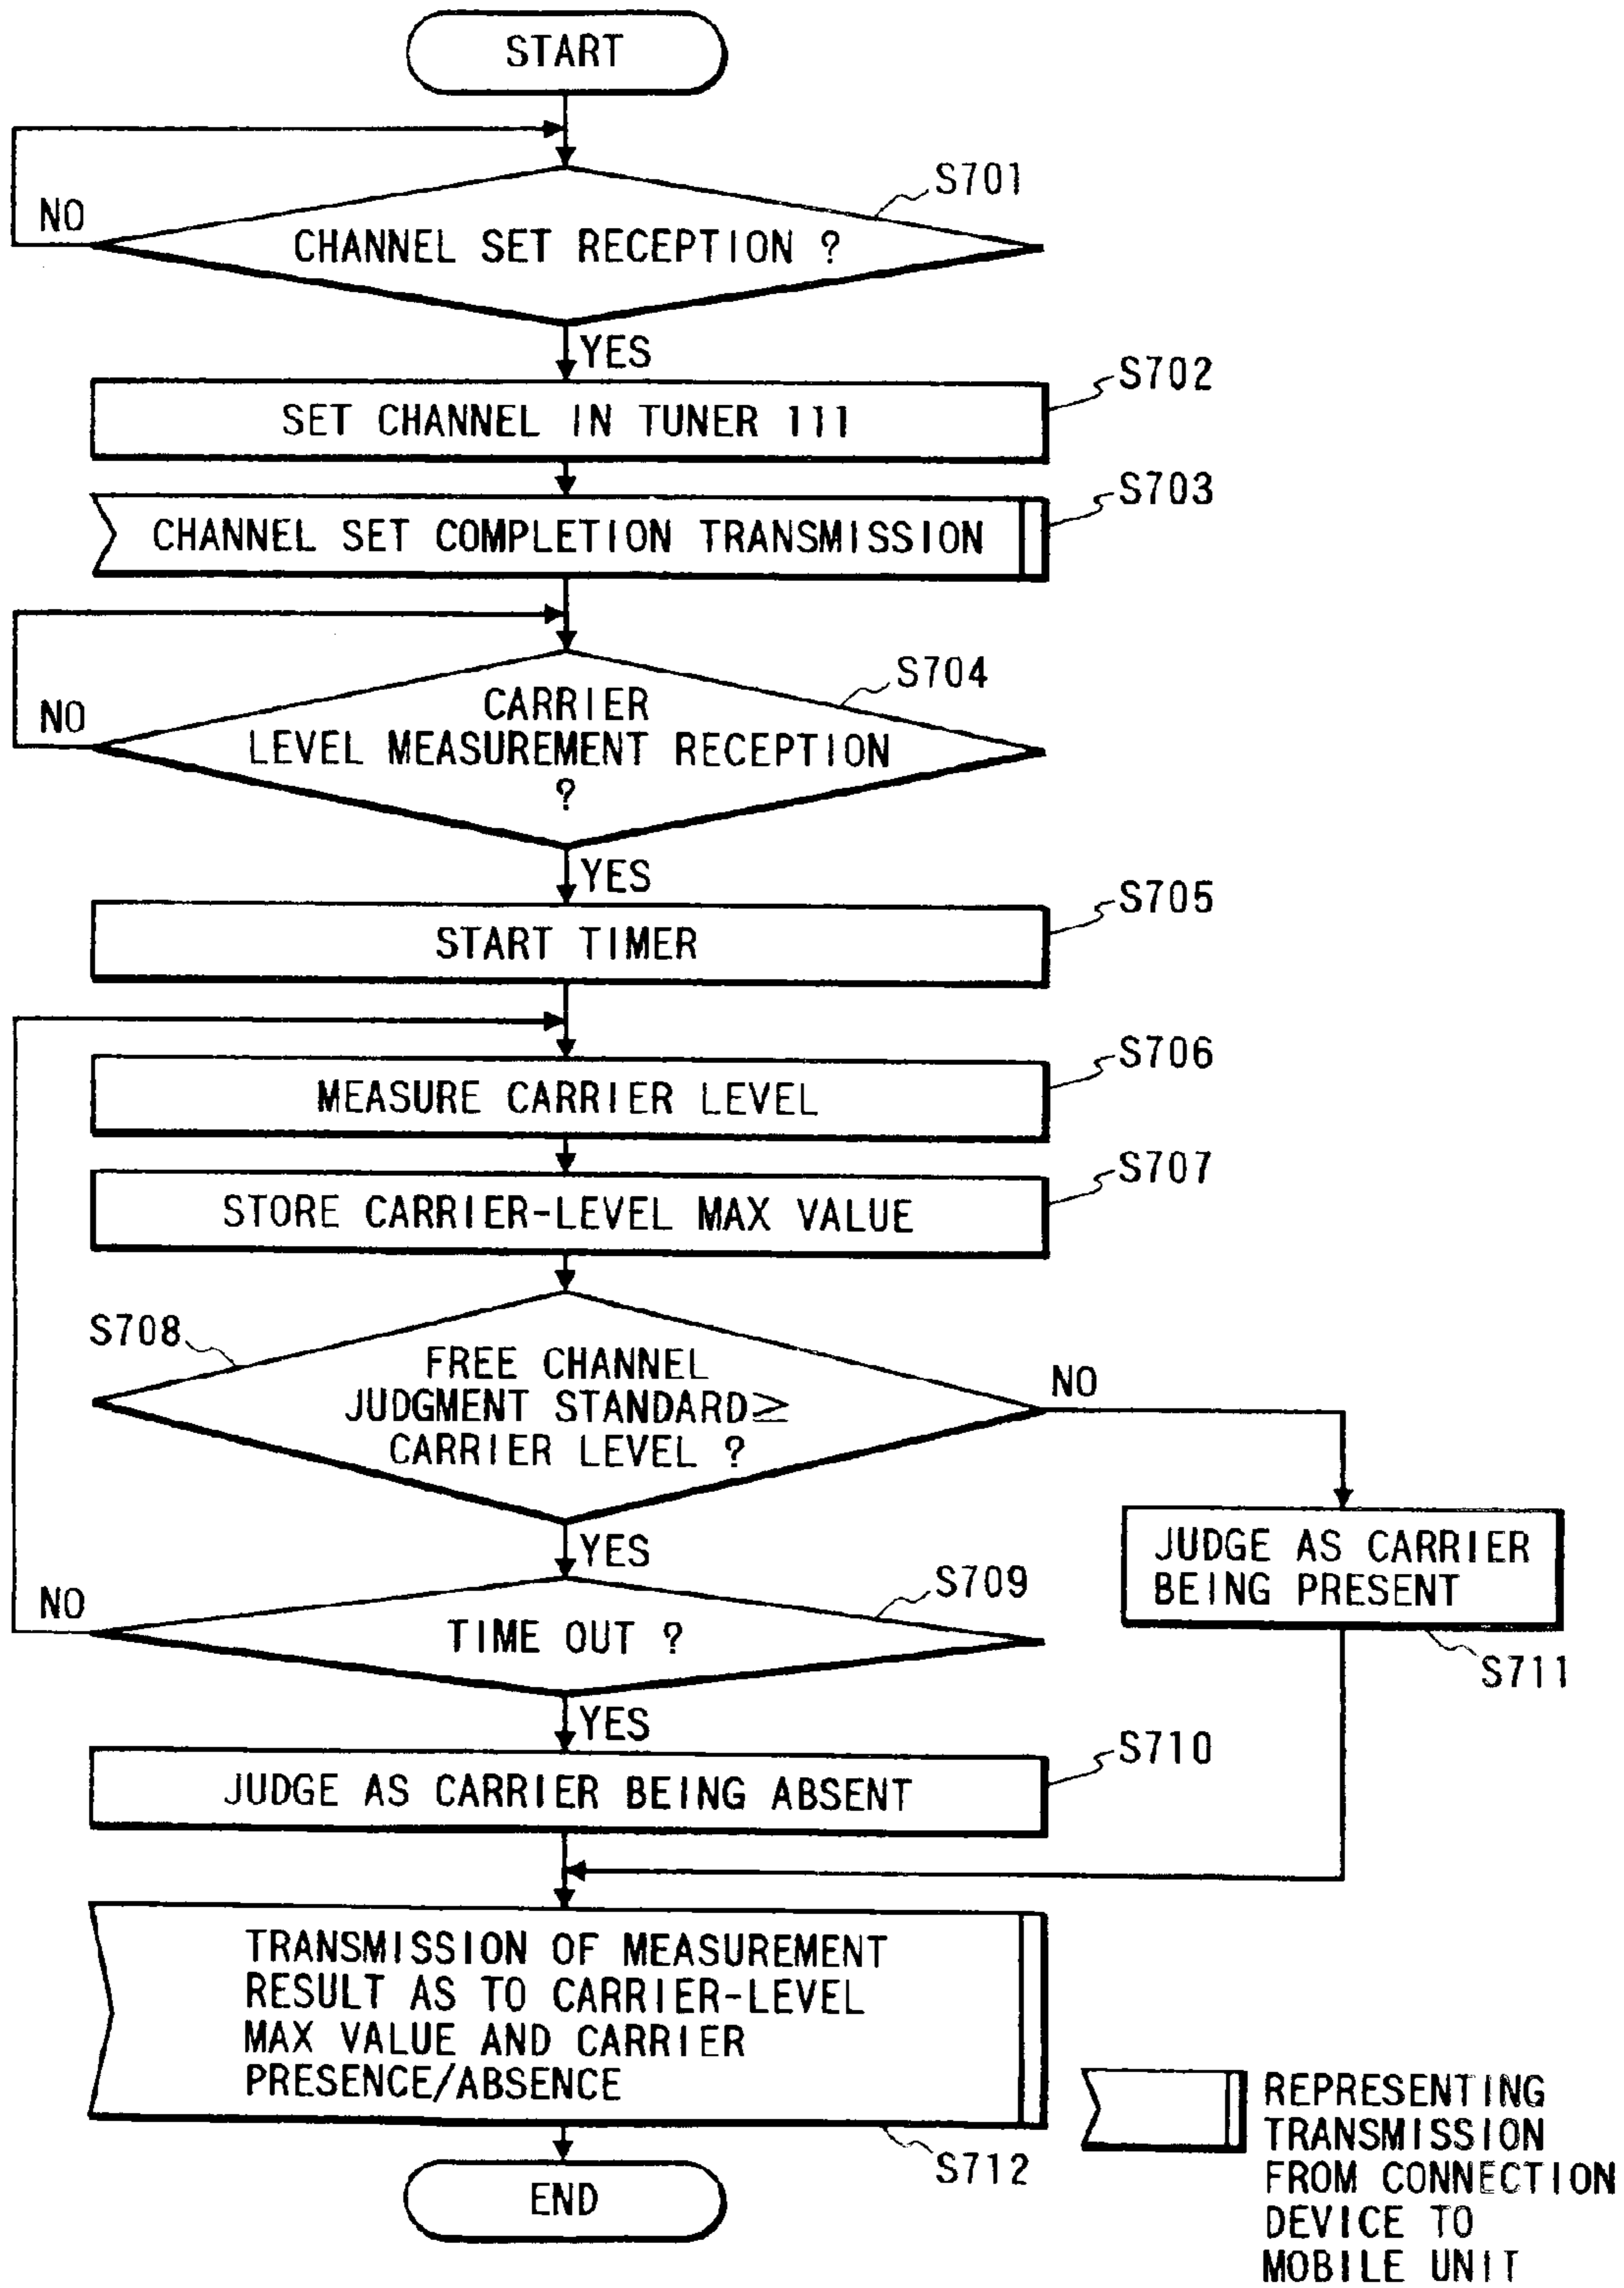 START
S701
NO
CHANNEL SET RECEPTION ?
YES
S702
SET CHANNEL IN TUNER 111
S703
CHANNEL SET COMPLETION TRANSMISSION
S704
NO
CARRIER
LEVEL MEASUREMENT RECEPTION
?
YES
S705
START TIMER
S706
MEASURE CARRIER LEVEL
S707
STORE CARRIER-LEVEL MAX VALUE
S708
FREE CHANNEL
JUDGMENT STANDARD≥
CARRIER LEVEL ?
NO
YES
JUDGE AS CARRIER
BEING PRESENT
S711
S709
NO
TIME OUT ?
YES
S710
JUDGE AS CARRIER BEING ABSENT
TRANSMISSION OF MEASUREMENT
RESULT AS TO CARRIER-LEVEL
MAX VALUE AND CARRIER
PRESENCE/ABSENCE
S712
END
REPRESENTING
TRANSMISSION
FROM CONNECTION
DEVICE TO
MOBILE UNIT